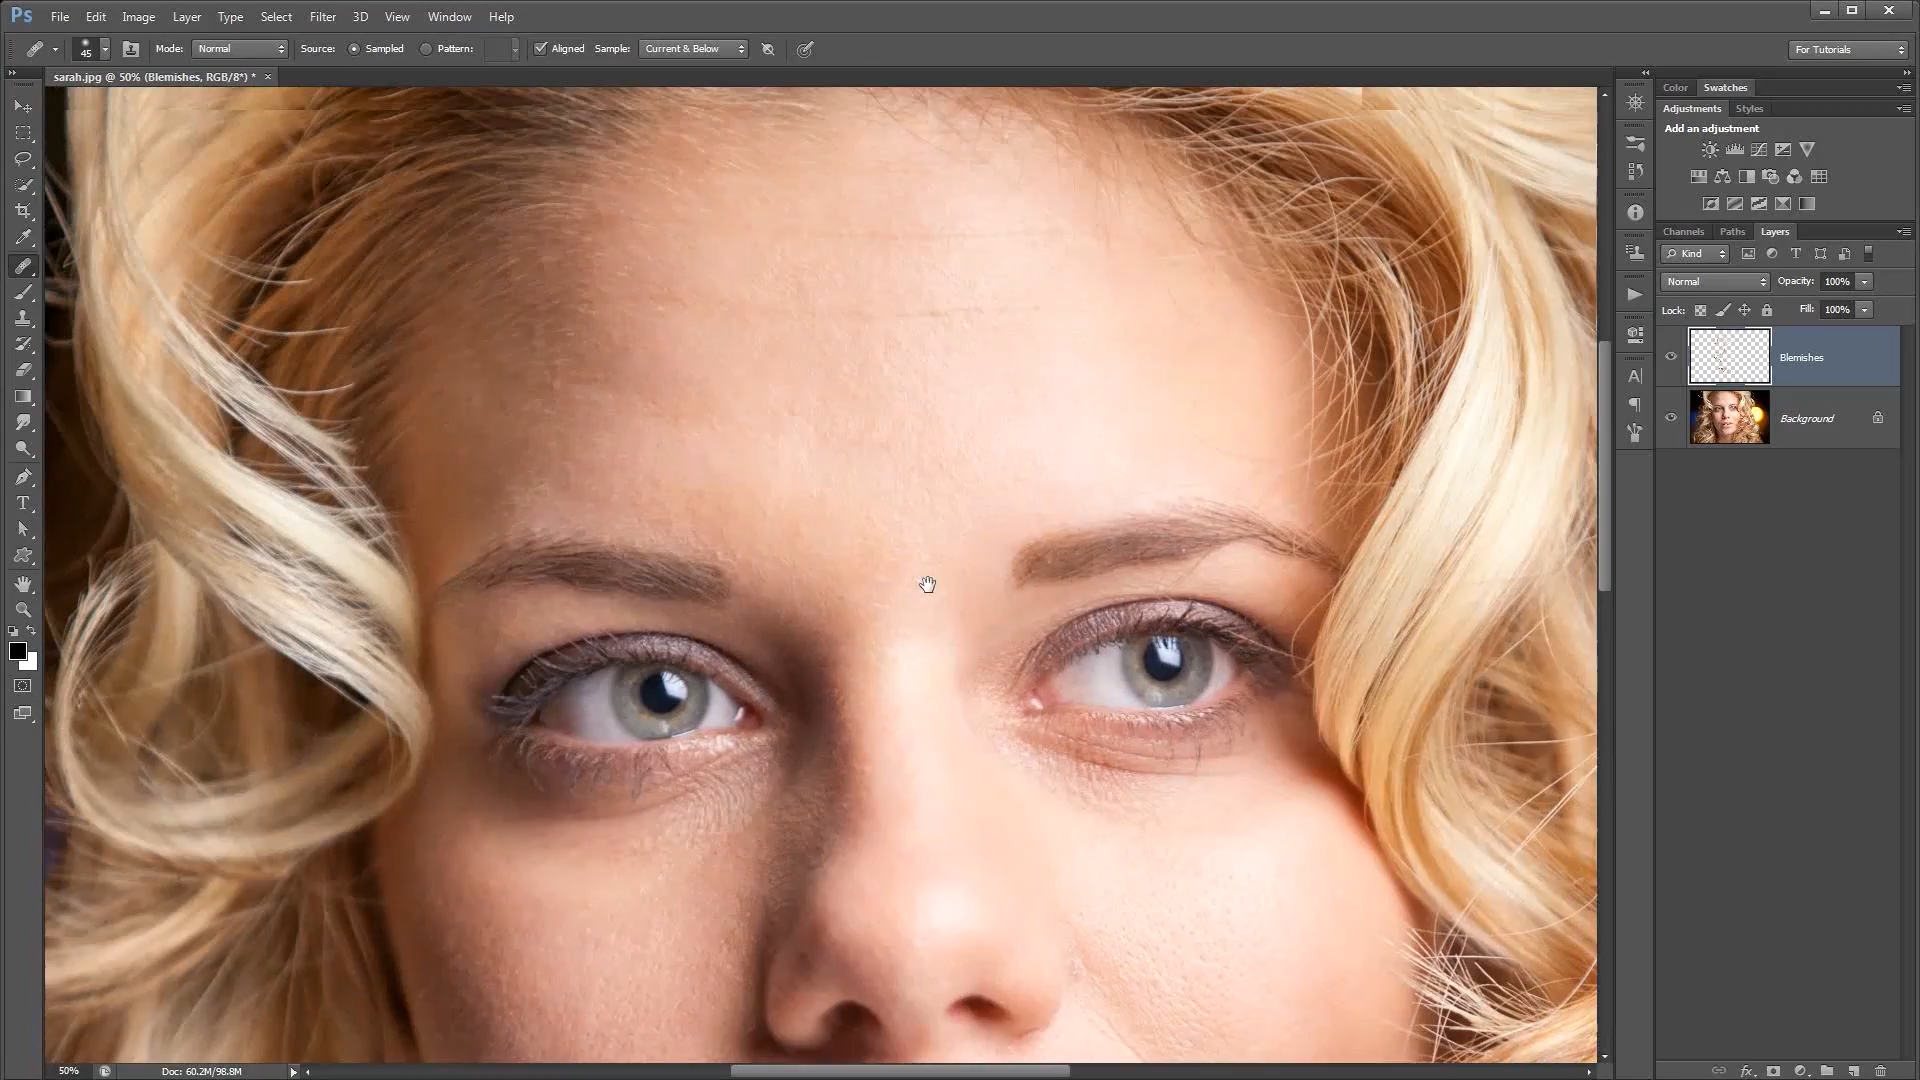 Ps File Edit Image Layer Type Select Filter 3D View Window Help
45 Mode: Normal Source: Sampled Pattern: Aligned Sample: Current & Below For Tutorials
sarah.jpg @ 50% (Blemishes, RGB/8*) * ×
Color Swatches
Adjustments Styles
Add an adjustment
Channels Paths Layers
Kind
Normal Opacity: 100%
Lock: Fill: 100%
Blemishes
Background
50% Doc: 60.2M/98.8M